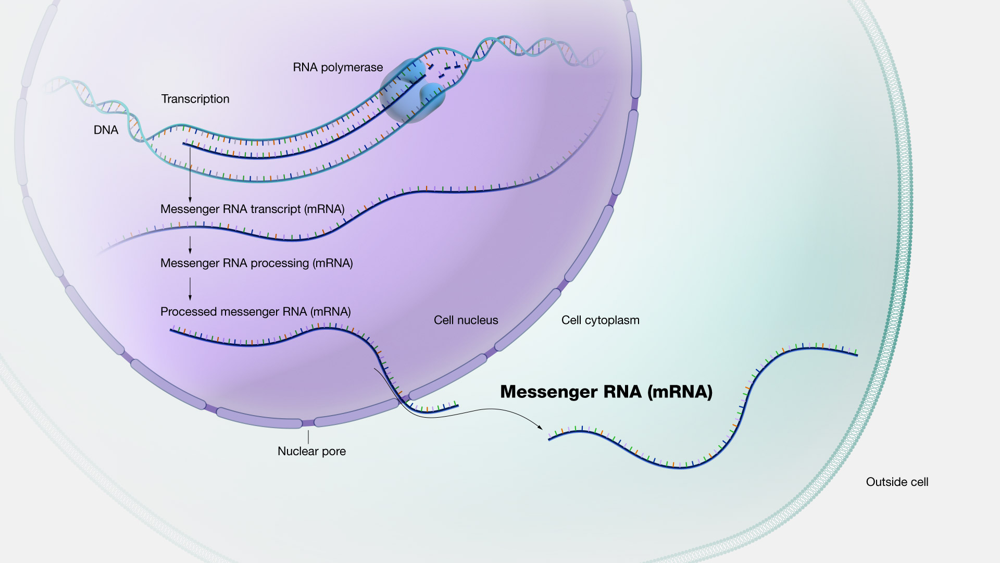 RNA polymerase
Transcription
DNA
Messenger RNA transcript (mRNA)
Messenger RNA processing (mRNA)
Processed messenger RNA (mRNA)
Cell nucleus
Cell cytoplasm
Messenger RNA (mRNA)
Nuclear pore
Outside cell